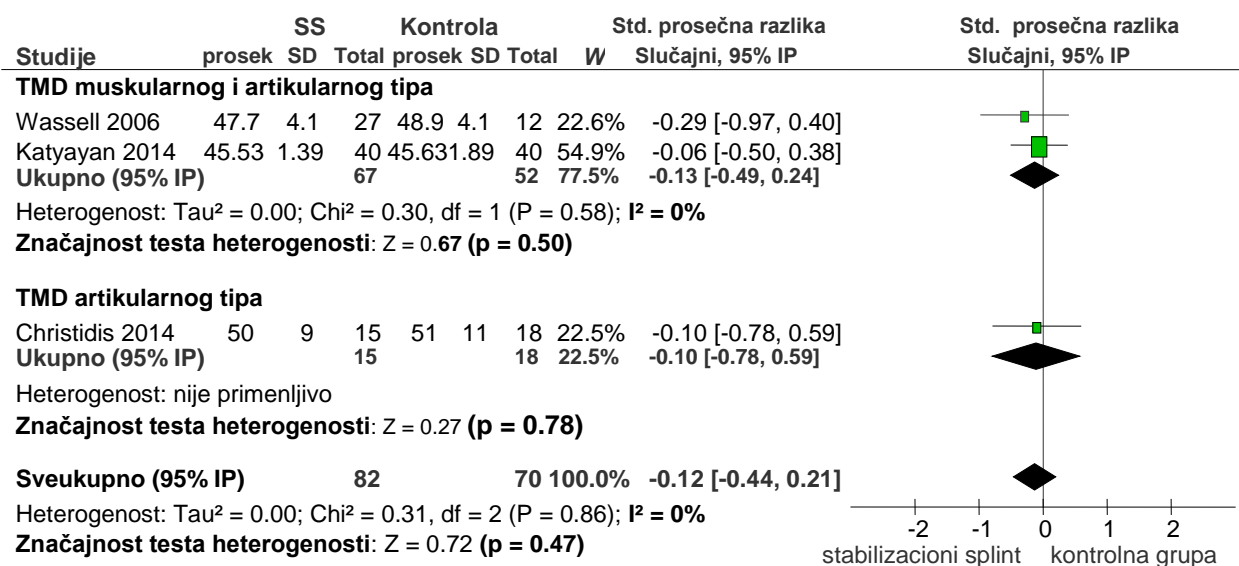 SS Kontrola Std. prosečna razlika Std. prosečna razlika
Studije prosek SD Total prosek SD Total W Slučajni, 95% IP Slučajni, 95% IP
TMD muskularnog i artikularnog tipa
Wassell 2006 47.7 4.1 27 48.9 4.1 12 22.6% -0.29 [-0.97, 0.40]
Katyayan 2014 45.53 1.39 40 45.631.89 40 54.9% -0.06 [-0.50, 0.38]
Ukupno (95% IP) 67 52 77.5% -0.13 [-0.49, 0.24]
Heterogenost: Tau² = 0.00; Chi² = 0.30, df = 1 (P = 0.58); I² = 0%
Značajnost testa heterogenosti: Z = 0.67 (p = 0.50)
TMD artikularnog tipa
Christidis 2014 50 9 15 51 11 18 22.5% -0.10 [-0.78, 0.59]
Ukupno (95% IP) 15 18 22.5% -0.10 [-0.78, 0.59]
Heterogenost: nije primenljivo
Značajnost testa heterogenosti: Z = 0.27 (p = 0.78)
Sveukupno (95% IP) 82 70 100.0% -0.12 [-0.44, 0.21]
Heterogenost: Tau² = 0.00; Chi² = 0.31, df = 2 (P = 0.86); I² = 0%
Značajnost testa heterogenosti: Z = 0.72 (p = 0.47)
-2 -1 0 1 2
stabilizacioni splint kontrolna grupa